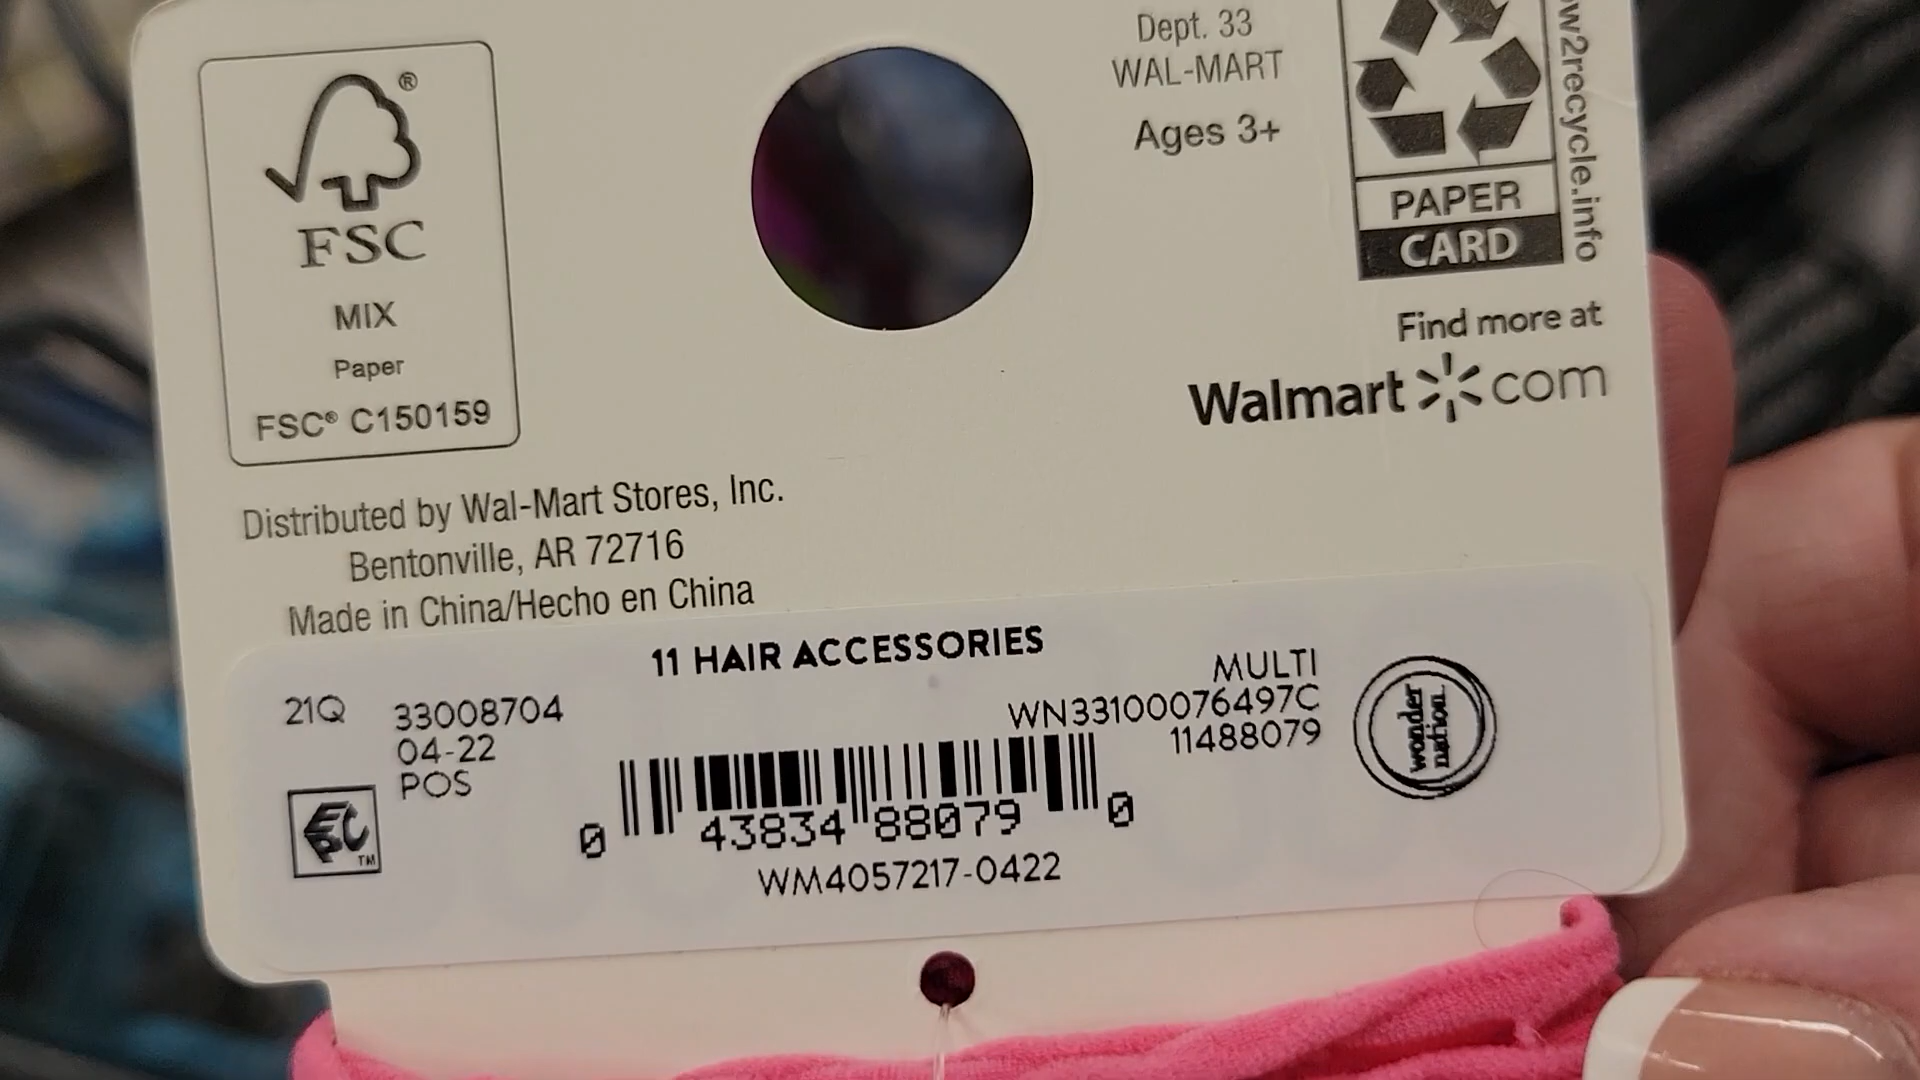 ®
FSC
MIX
Paper
FSC® C150159
Dept. 33
WAL-MART
Ages 3+
PAPER
CARD
w2recycle.info
Find more at
Walmart com
Distributed by Wal-Mart Stores, Inc.
Bentonville, AR 72716
Made in China/Hecho en China
11 HAIR ACCESSORIES
21Q
33008704
04-22
POS
TM
MULTI
WN33100076497C
11488079
wonder
nation.
0 43834 88079 0
WM4057217-0422